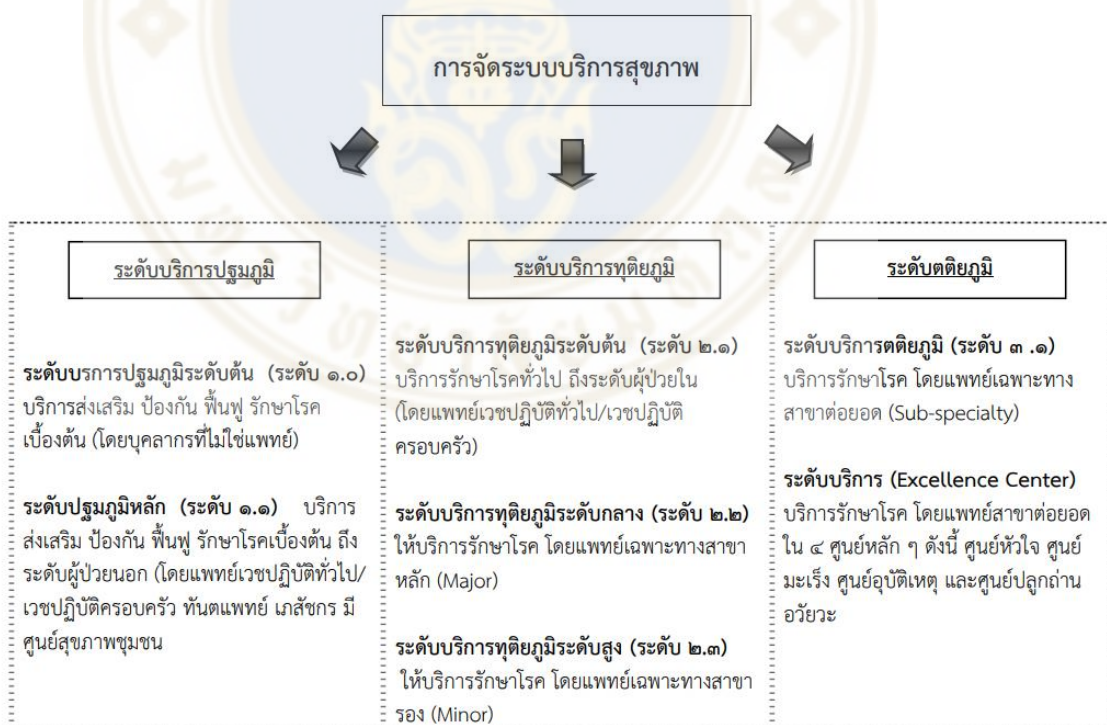 การจัดระบบบริการสุขภาพ
ระดับบริการปฐมภูมิ
ระดับบรการปฐมภูมิระดับต้น (ระดับ ๑.๐)
บริการส่งเสริม ป้องกัน ฟื้นฟู รักษาโรค
เบื้องต้น (โดยบุคลากรที่ไม่ใช่แพทย์)
ระดับปฐมภูมิหลัก (ระดับ ๑.๑) บริการ
ส่งเสริม ป้องกัน ฟื้นฟู รักษาโรคเบื้องต้น ถึง
ระดับผู้ป่วยนอก (โดยแพทย์เวชปฏิบัติทั่วไป/
เวชปฏิบัติครอบครัว ทันตแพทย์ เภสัชกร มี
ศูนย์สุขภาพชุมชน
ระดับบริการทุติยภูมิ
ระดับบริการทุติยภูมิระดับต้น (ระดับ ๒.๑)
บริการรักษาโรคทั่วไป ถึงระดับผู้ป่วยใน
(โดยแพทย์เวชปฏิบัติทั่วไป/เวชปฏิบัติ
ครอบครัว)
ระดับบริการทุติยภูมิระดับกลาง (ระดับ ๒.๒)
ให้บริการรักษาโรค โดยแพทย์เฉพาะทางสาขา
หลัก (Major)
ระดับบริการทุติยภูมิระดับสูง (ระดับ ๒.๓)
ให้บริการรักษาโรค โดยแพทย์เฉพาะทางสาขา
รอง (Minor)
ระดับตติยภูมิ
ระดับบริการตติยภูมิ (ระดับ ๓ .๑)
บริการรักษาโรค โดยแพทย์เฉพาะทาง
สาขาต่อยอด (Sub-specialty)
ระดับบริการ (Excellence Center)
บริการรักษาโรค โดยแพทย์สาขาต่อยอด
ใน ๔ ศูนย์หลัก ๆ ดังนี้ ศูนย์หัวใจ ศูนย์
มะเร็ง ศูนย์อุบัติเหตุ และศูนย์ปลูกถ่าน
อวัยวะ